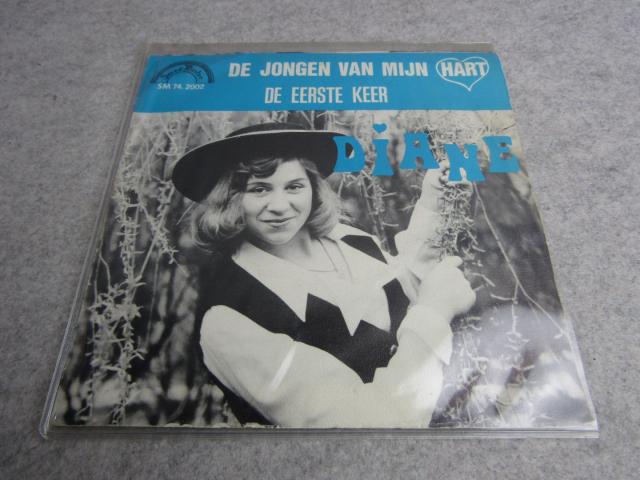 DE JONGEN VAN MIJN HART
SM 74.2002
DE EERSTE KEER
DIANE